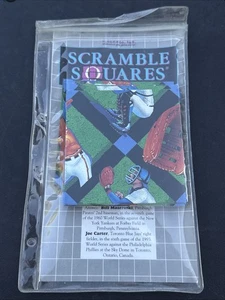 SCRAMBLE
SQUARES
Bill Mazeroski, Pittsburgh
Pirates' 2nd baseman, in the seventh game
of the 1960 World Series against the New
York Yankees at Forbes Field in
Pittsburgh, Pennsylvania.
Joe Carter, Toronto Blue Jays' right
fielder, in the sixth game of the 1993
World Series against the Philadelphia
Phillies at the Sky Dome in Toronto,
Ontario, Canada.